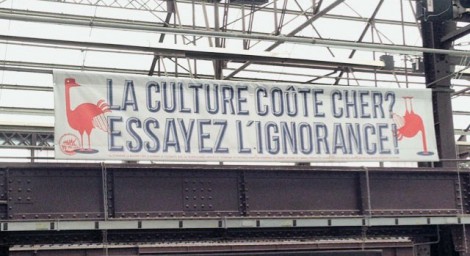 LA CULTURE COÛTE CHER?
ESSAYEZ L'IGNORANCE!